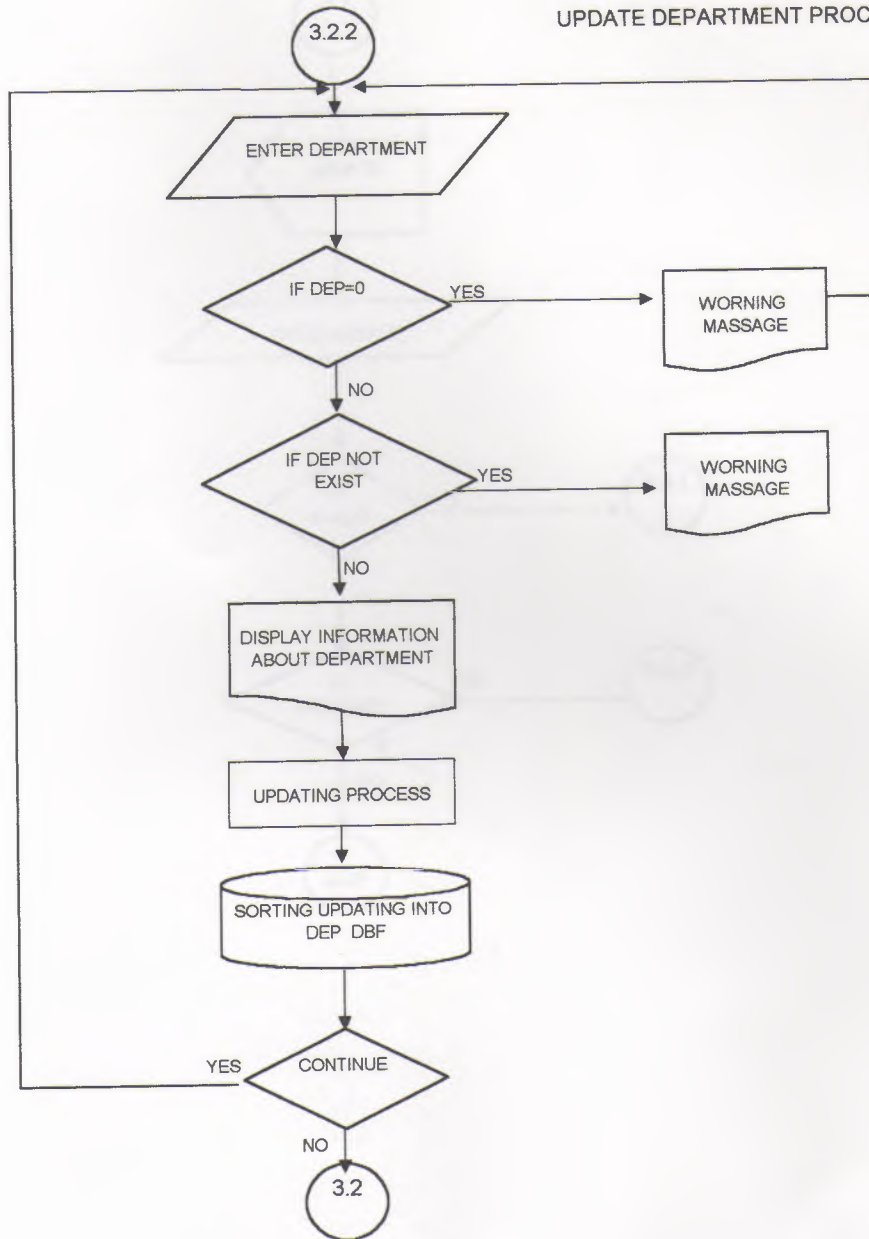 3.2.2
UPDATE DEPARTMENT PROC
ENTER DEPARTMENT
IF DEP=0
YES
WORNING
MASSAGE
NO
IF DEP NOT
EXIST
YES
WORNING
MASSAGE
NO
DISPLAY INFORMATION
ABOUT DEPARTMENT
UPDATING PROCESS
SORTING UPDATING INTO
DEP DBF
YES
CONTINUE
NO
3.2